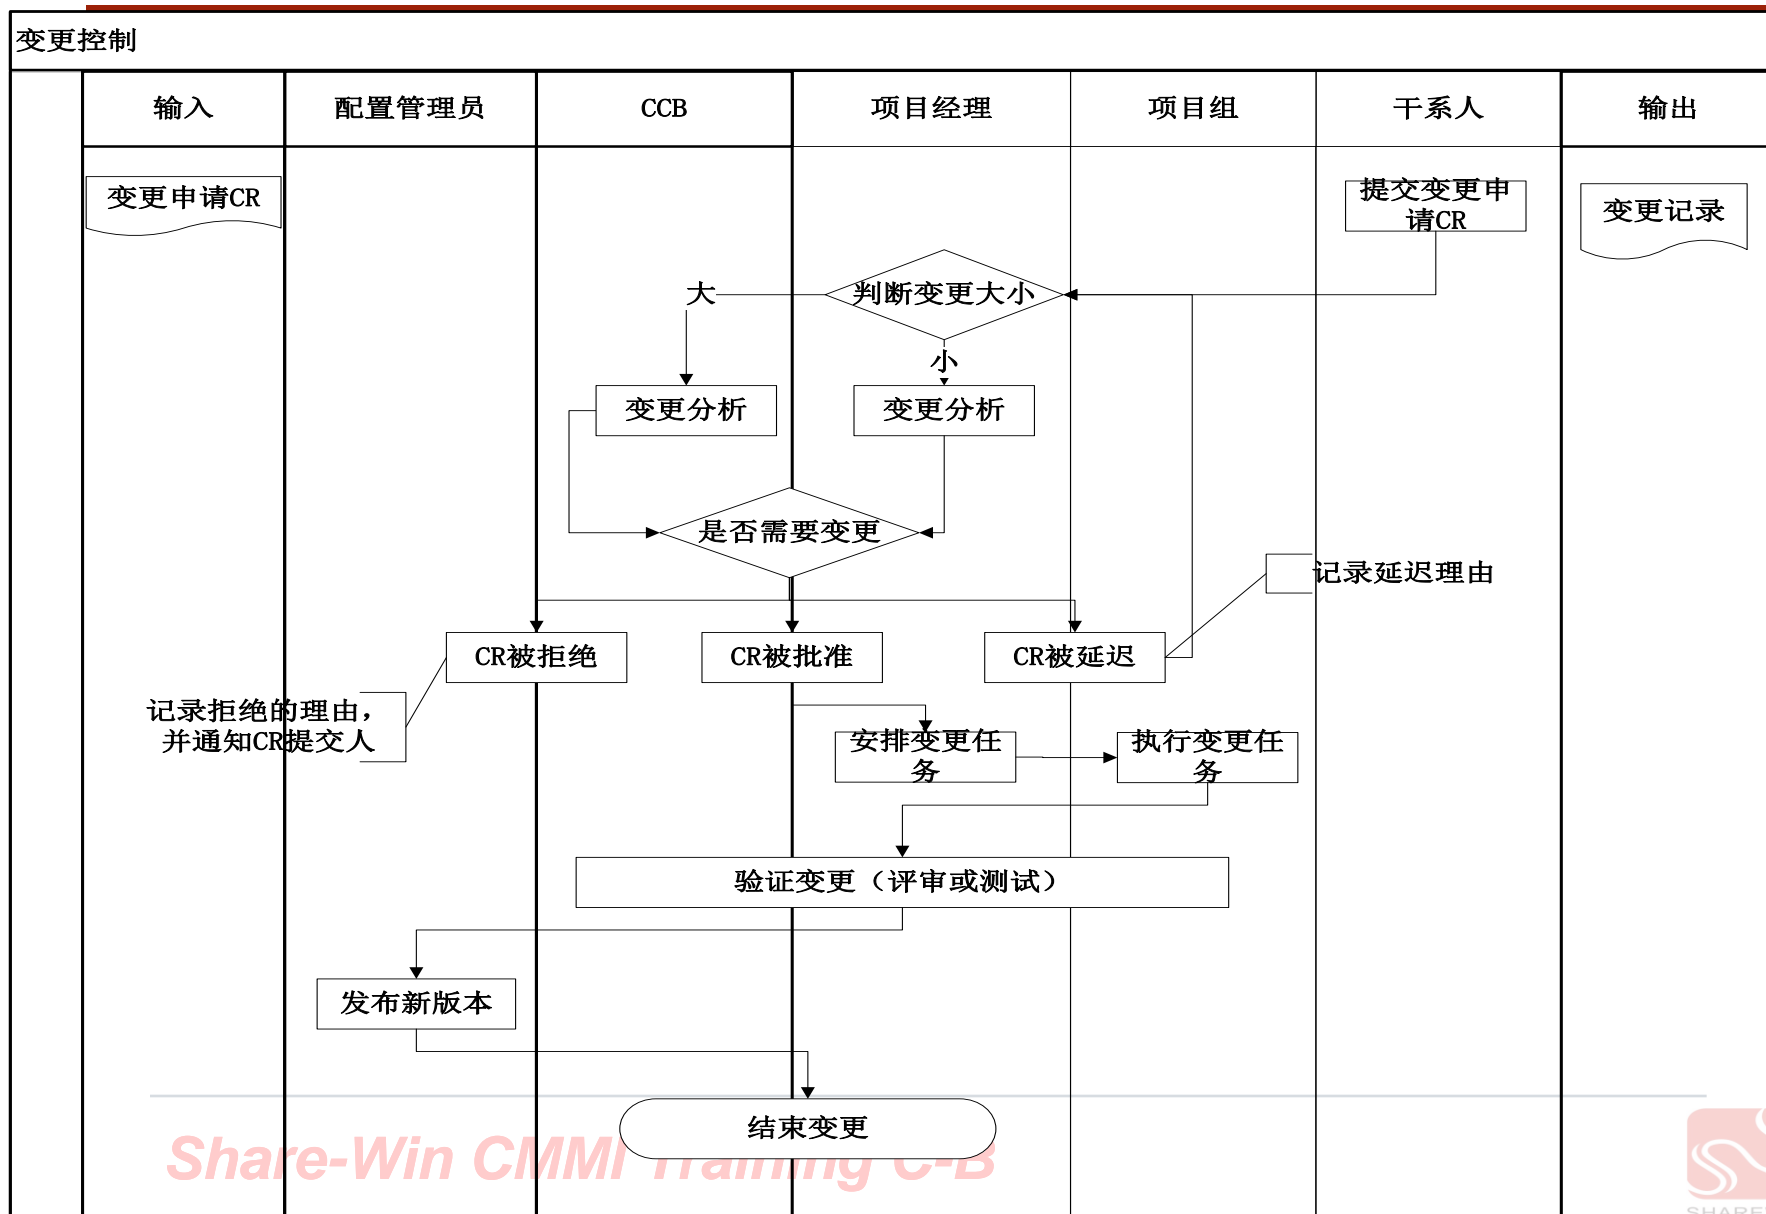 变更控制
输入
配置管理员
CCB
项目经理
项目组
干系人
输出
变更申请CR
提交变更申
请CR
变更记录
判断变更大小
大
小
变更分析
变更分析
是否需要变更
记录延迟理由
CR被拒绝
CR被批准
CR被延迟
记录拒绝的理由，
并通知CR提交人
安排变更任
务
执行变更任
务
验证变更（评审或测试）
发布新版本
结束变更
Share-Win CMMI Training C-B